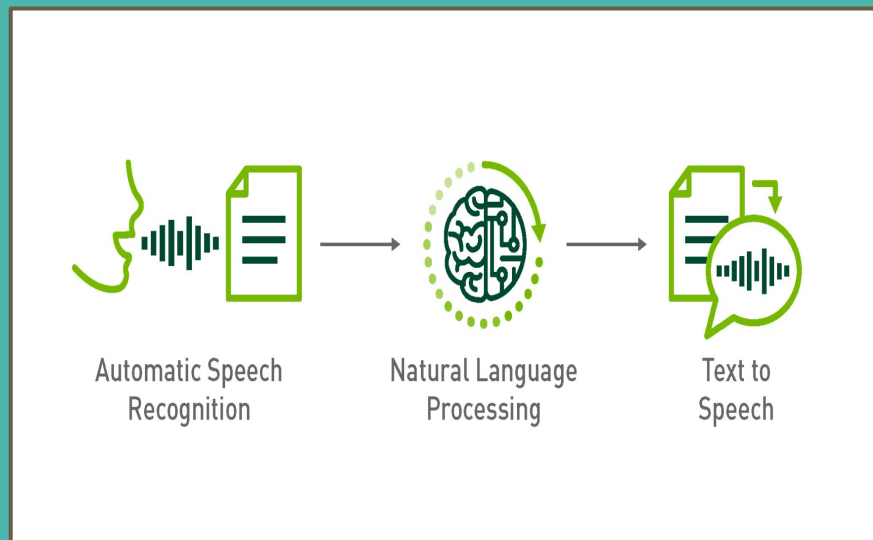 Automatic Speech
Recognition
Natural Language
Processing
Text to
Speech